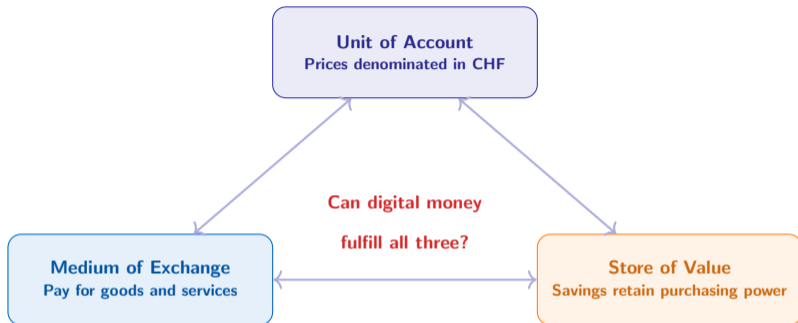 Unit of Account
Prices denominated in CHF
Can digital money
fulfill all three?
Medium of Exchange
Pay for goods and services
Store of Value
Savings retain purchasing power